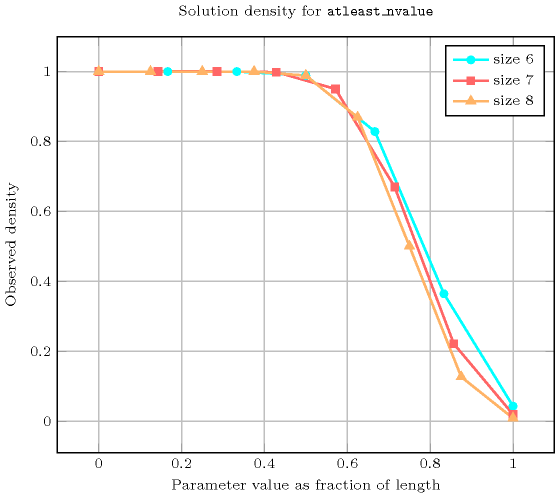 Solution density for atleast_nvalue
size 6
size 7
size 8
1
0.8
0.6
0.4
0.2
0
Observed density
0 0.2 0.4 0.6 0.8 1
Parameter value as fraction of length